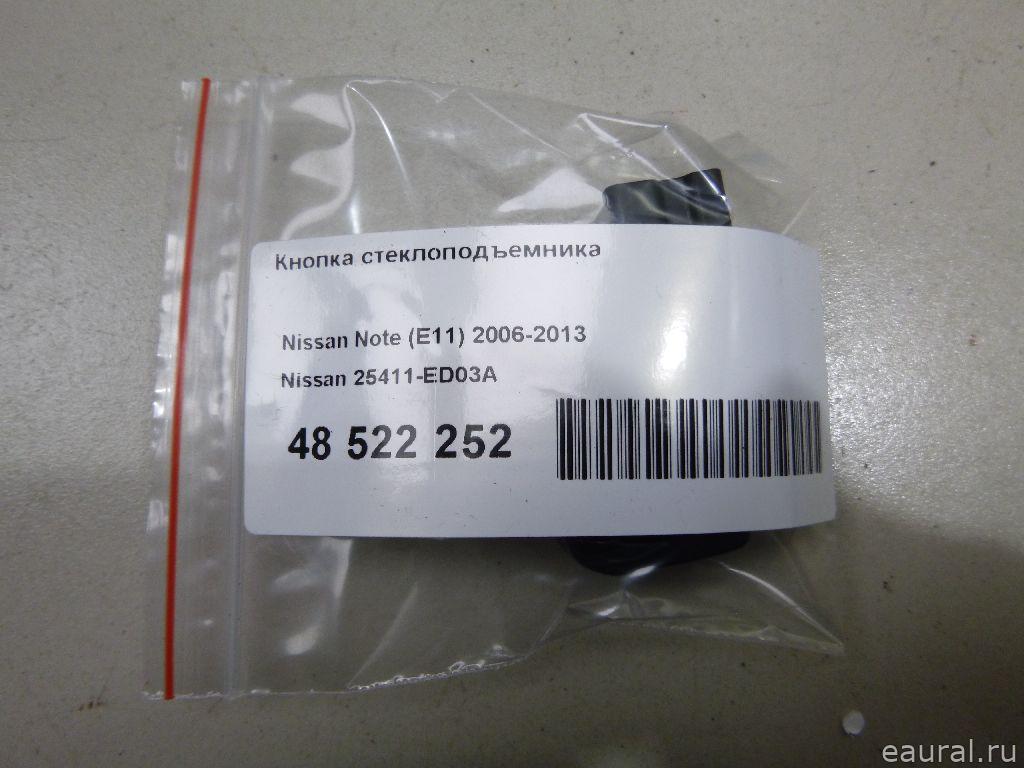 Кнопка стеклоподъемника
Nissan Note (E11) 2006-2013
Nissan 25411-ED03A
48 522 252
eaural.ru